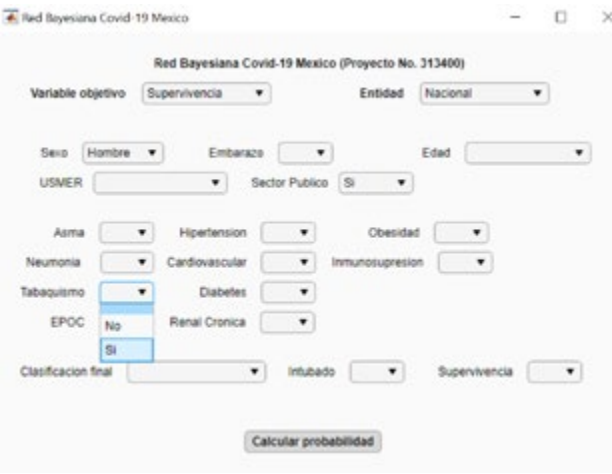 Red Bayesiana Covid-19 Mexico
Red Bayesiana Covid-19 Mexico (Proyecto No. 313400)
Variable objetivo Supervivencia Entidad Nacional
Sexo Hombre Embarazo Edad
USMER Sector Publico Si
Asma Hipertension Obesidad
Neumonia Cardiovascular Inmunosupresion
Tabaquismo Diabetes
EPOC No Renal Cronica
Si
Clasificacion final Intubado Supervivencia
Calcular probabilidad